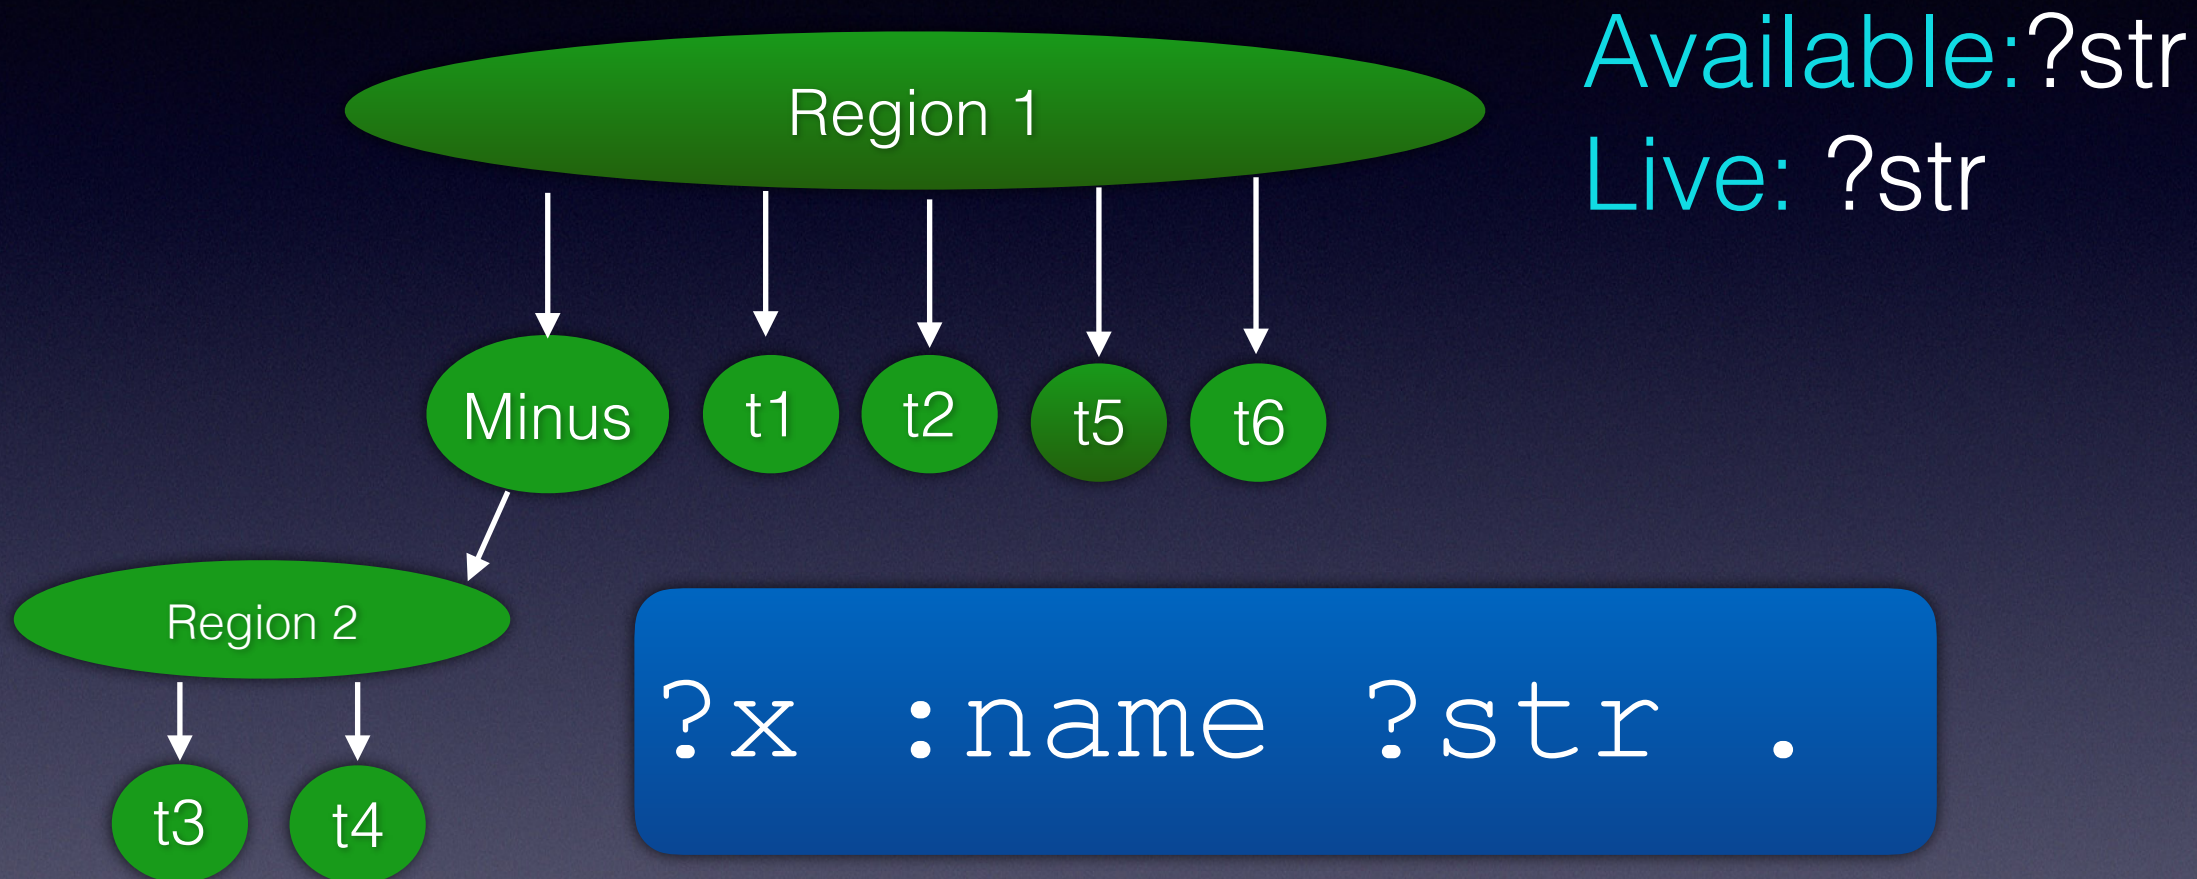 Available:?str
Live: ?str
Region 1
Minus
t1
t2
t5
t6
Region 2
t3
t4
?x :name ?str .